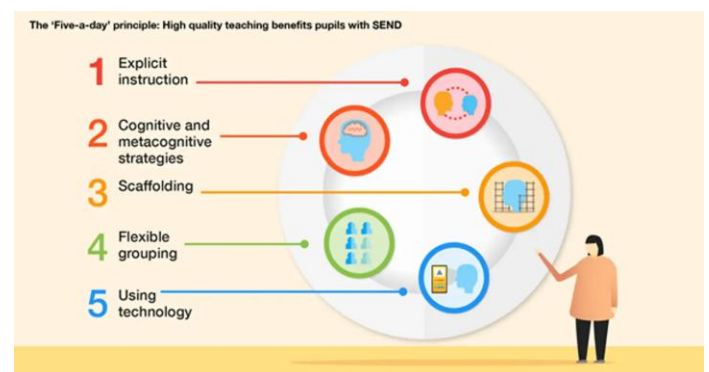 The 'Five-a-day' principle: High quality teaching benefits pupils with SEND
1 Explicit
instruction
2 Cognitive and
metacognitive
strategies
3 Scaffolding
4 Flexible
grouping
5 Using
technology